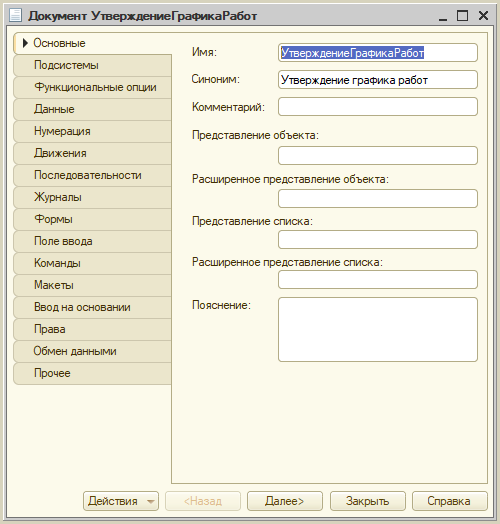 Документ УтверждениеГрафикаРабот
Основные
Подсистемы
Функциональные опции
Данные
Нумерация
Движения
Последовательности
Журналы
Формы
Поле ввода
Команды
Макеты
Ввод на основании
Права
Обмен данными
Прочее
Имя: УтверждениеГрафикаРабот
Синоним: Утверждение графика работ
Комментарий:
Представление объекта:
Расширенное представление объекта:
Представление списка:
Расширенное представление списка:
Пояснение:
Действия <Назад Далее> Закрыть Справка